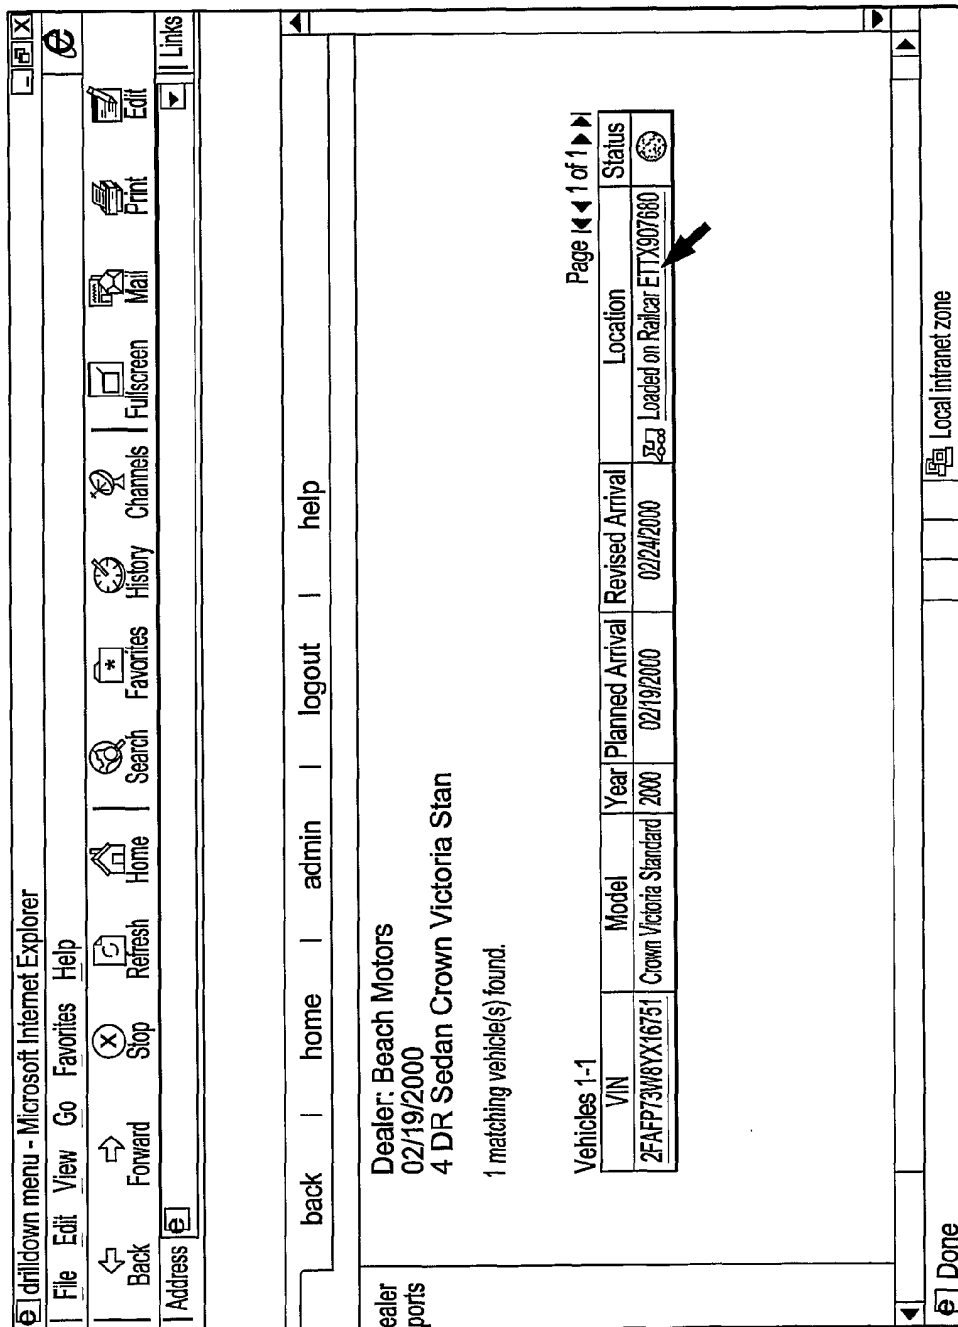 drilldown menu - Microsoft Internet Explorer
File Edit View Go Favorites Help
Back Forward Stop Refresh Home Search Favorites History Channels Fullscreen Mail Print Edit
Address Links
back | home | admin | logout | help
ealer
ports
Dealer: Beach Motors
02/19/2000
4 DR Sedan Crown Victoria Stan
1 matching vehicle(s) found.
Vehicles 1-1 Page 1 of 1
VIN Model Year Planned Arrival Revised Arrival Location Status
2FAFP73W8YX16751 Crown Victoria Standard 2000 02/19/2000 02/24/2000 Loaded on Railcar ETTX907680
Done Local intranet zone